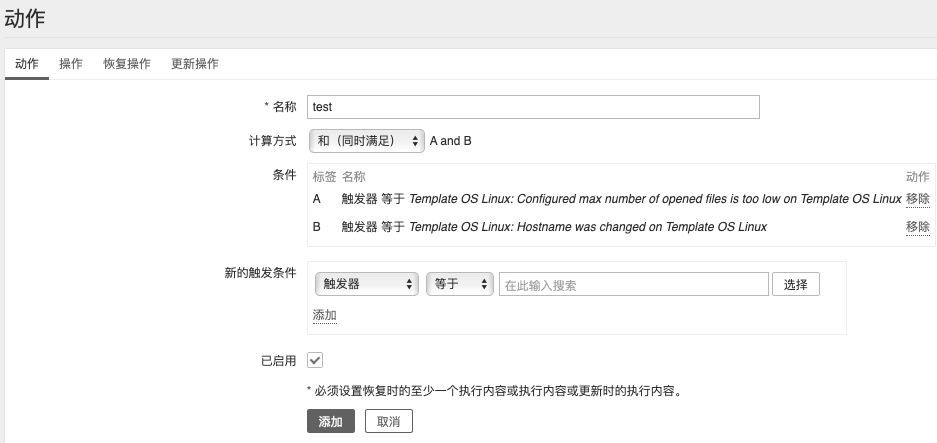 动作
动作 操作 恢复操作 更新操作
* 名称 test
计算方式 和（同时满足） A and B
条件 标签 名称 动作
A 触发器 等于 Template OS Linux: Configured max number of opened files is too low on Template OS Linux 移除
B 触发器 等于 Template OS Linux: Hostname was changed on Template OS Linux 移除
新的触发条件 触发器 等于 在此输入搜索 选择
添加
已启用
* 必须设置恢复时的至少一个执行内容或执行内容或更新时的执行内容。
添加 取消